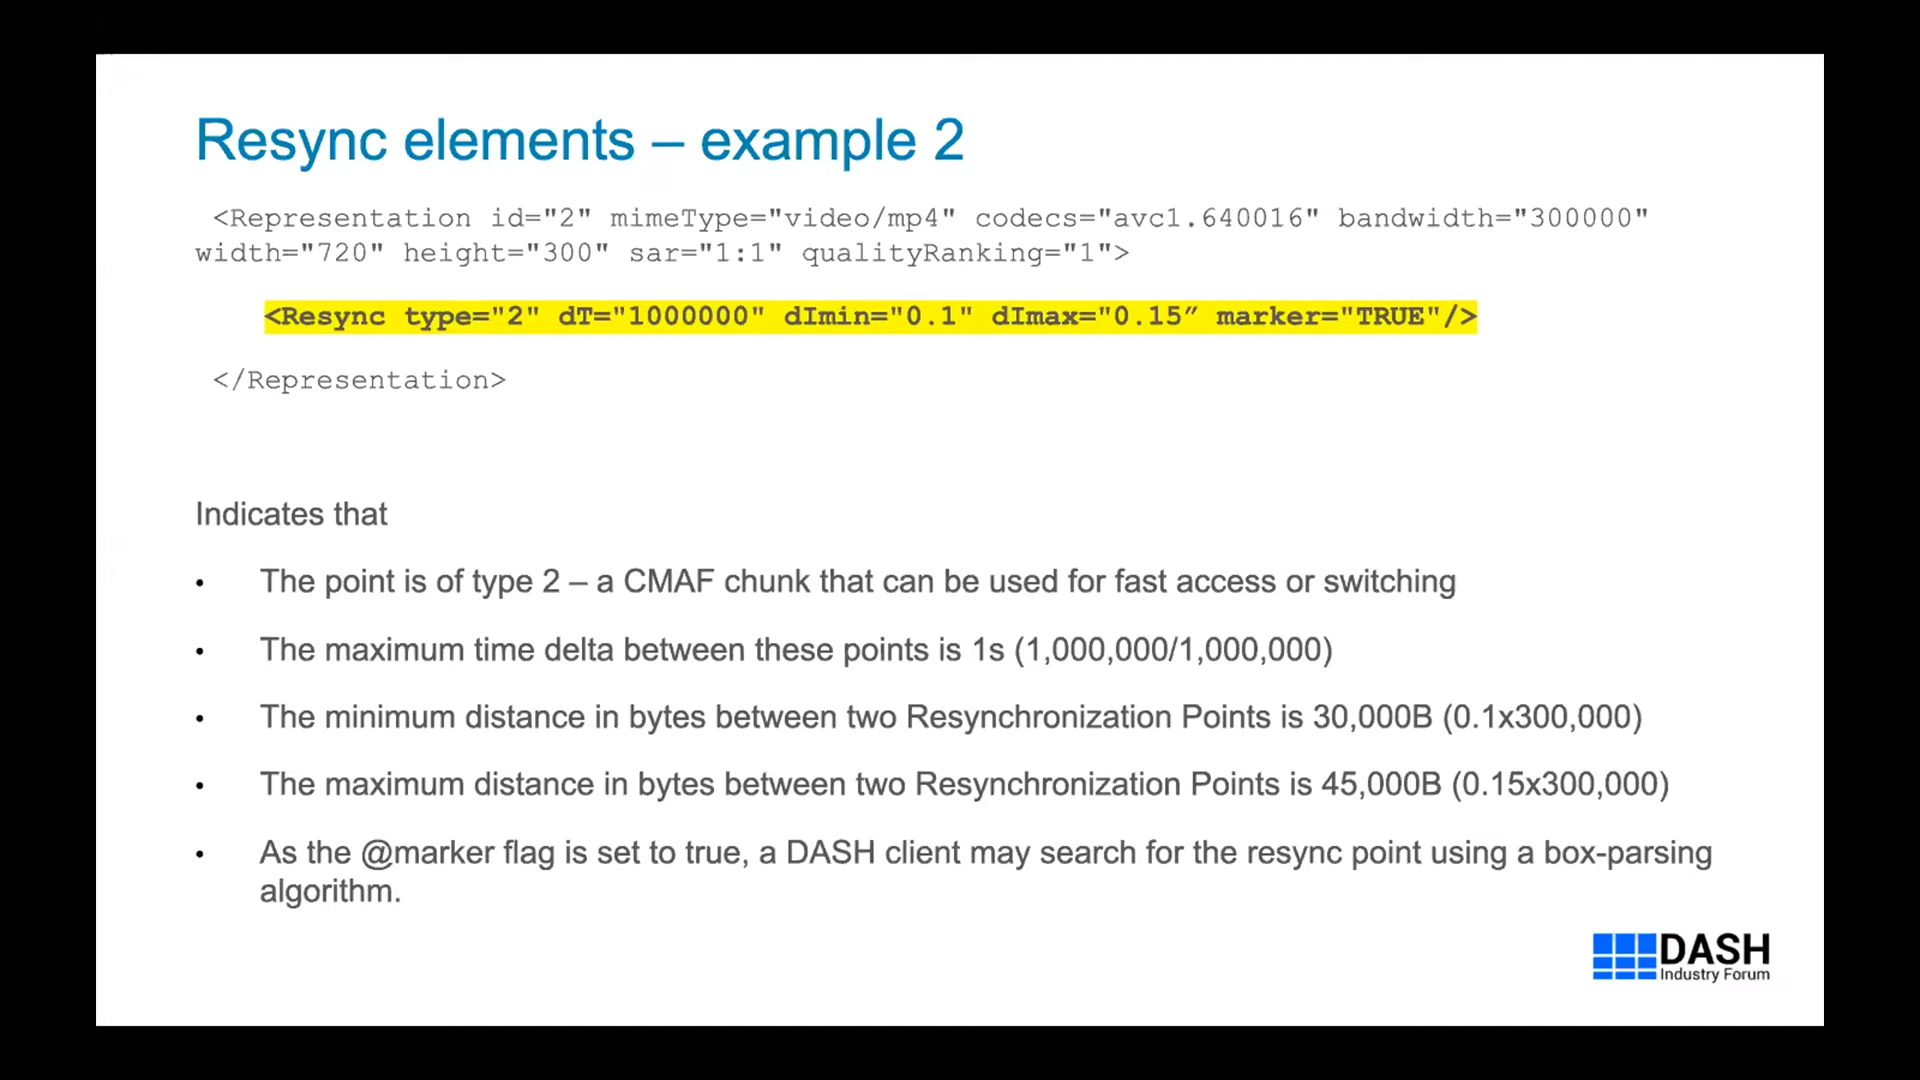 Resync elements – example 2
<Representation id="2" mimeType="video/mp4" codecs="avc1.640016" bandwidth="300000"
width="720" height="300" sar="1:1" qualityRanking="1">
<Resync type="2" dT="1000000" dImin="0.1" dImax="0.15″ marker="TRUE"/>
</Representation>
Indicates that
• The point is of type 2 – a CMAF chunk that can be used for fast access or switching
• The maximum time delta between these points is 1s (1,000,000/1,000,000)
• The minimum distance in bytes between two Resynchronization Points is 30,000B (0.1x300,000)
• The maximum distance in bytes between two Resynchronization Points is 45,000B (0.15x300,000)
• As the @marker flag is set to true, a DASH client may search for the resync point using a box-parsing
algorithm.
DASH
Industry Forum